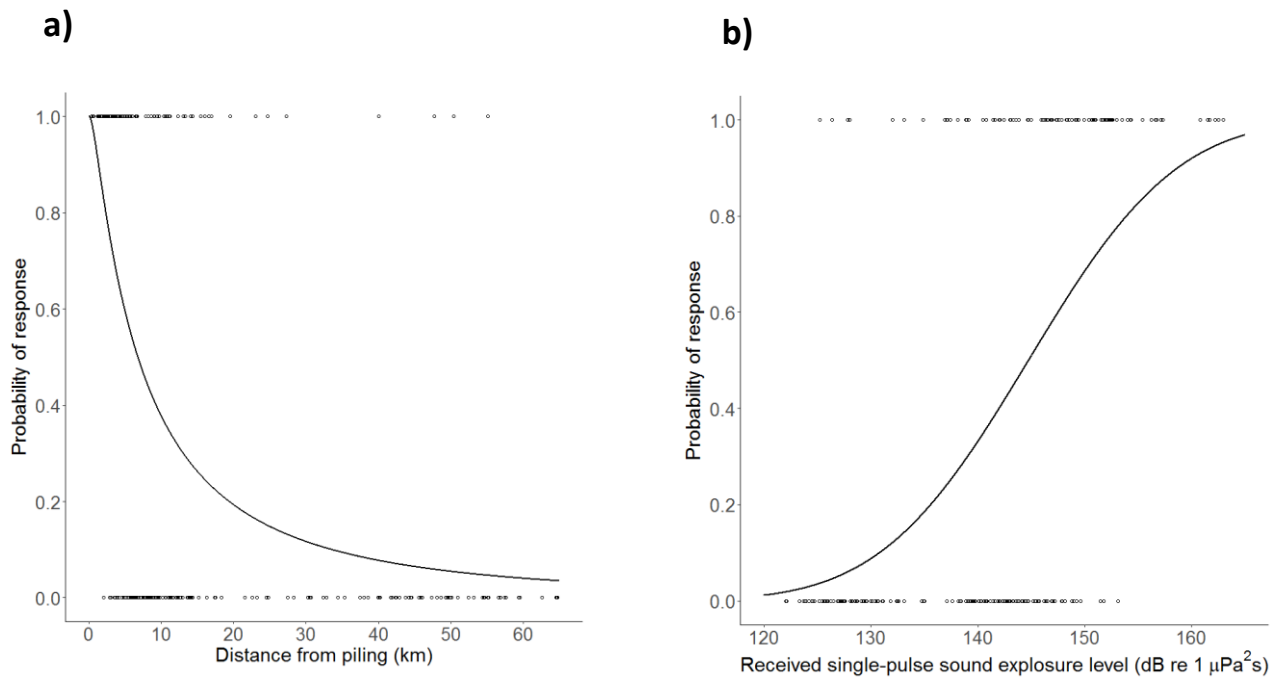 a)
b)
1.0
0.8
0.6
0.4
0.2
0.0
Probability of response
0 10 20 30 40 50 60
Distance from piling (km)
1.0
0.8
0.6
0.4
0.2
0.0
Probability of response
120 130 140 150 160
Received single-pulse sound explosure level (dB re 1 μPa²s)